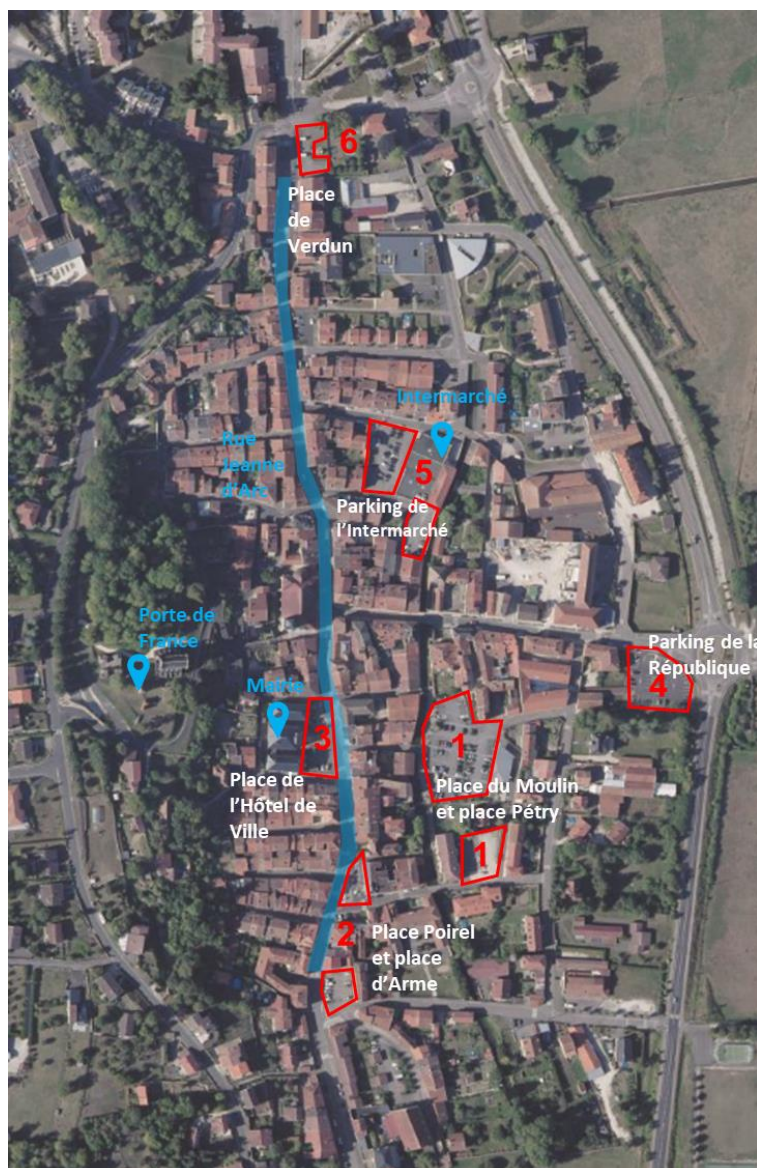 6
Place
de
Verdun
Intermarché
Rue
Jeanne
d'Arc
5
Parking de
l'Intermarché
Porte de
France
Parking de la
République
4
Mairie
3
1
Place de
l'Hôtel de
Ville
Place du Moulin
et place Pétry
1
2
Place Poirel
et place
d'Arme